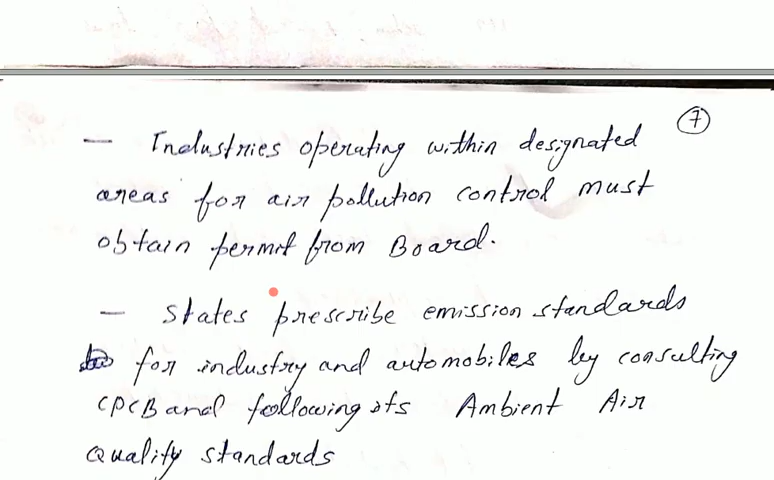 7
— Industries operating within designated
areas for air pollution control must
obtain permit from Board.
— States prescribe emission standards
for industry and automobiles by consulting
CPCB and following its Ambient Air
Quality standards